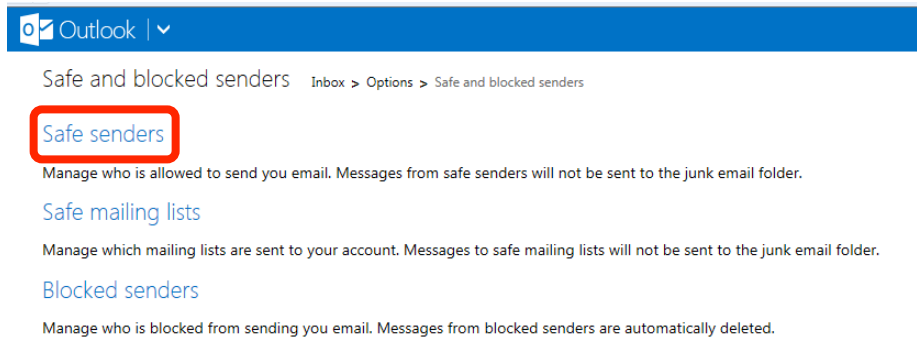 Outlook
Safe and blocked senders Inbox > Options > Safe and blocked senders
Safe senders
Manage who is allowed to send you email. Messages from safe senders will not be sent to the junk email folder.
Safe mailing lists
Manage which mailing lists are sent to your account. Messages to safe mailing lists will not be sent to the junk email folder.
Blocked senders
Manage who is blocked from sending you email. Messages from blocked senders are automatically deleted.